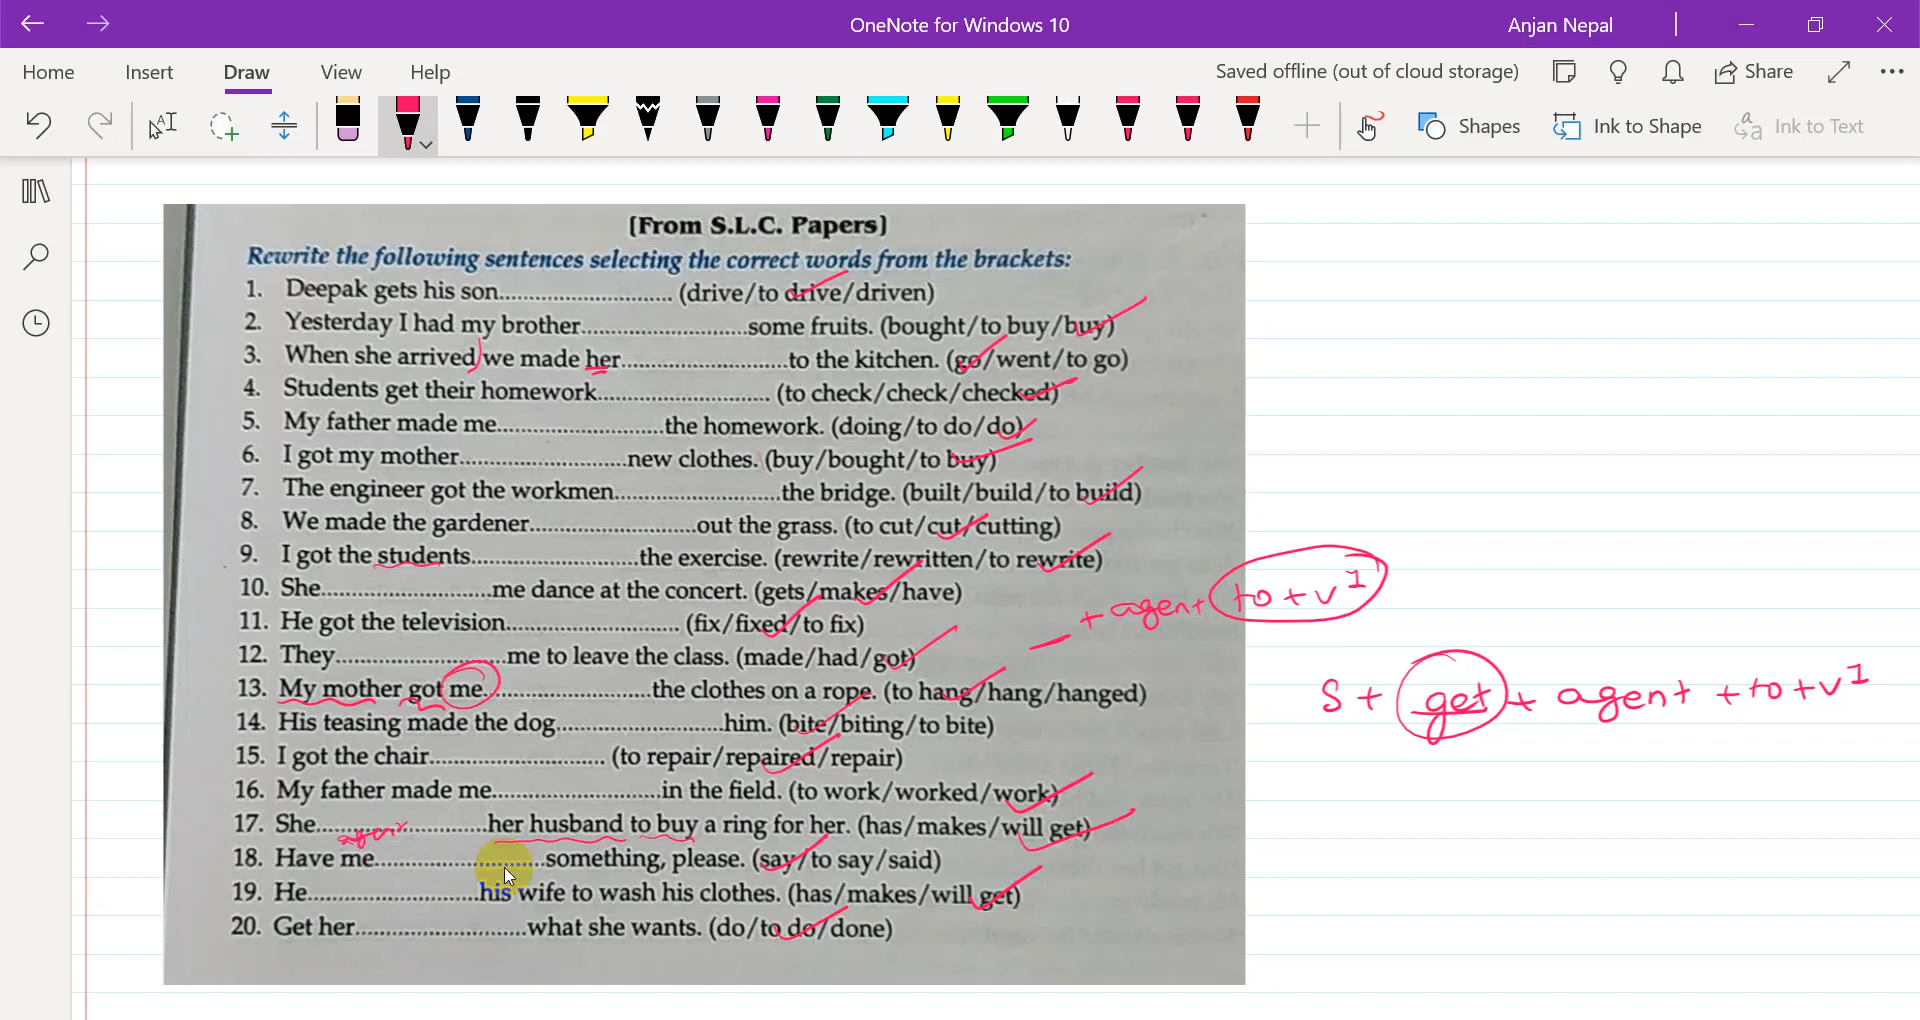 OneNote for Windows 10
Anjan Nepal
Home Insert Draw View Help
Saved offline (out of cloud storage)
Share
Shapes
Ink to Shape
Ink to Text
[From S.L.C. Papers]
Rewrite the following sentences selecting the correct words from the brackets:
1. Deepak gets his son............................ (drive/to drive/driven)
2. Yesterday I had my brother...........................some fruits. (bought/to buy/buy)
3. When she arrived we made her...........................to the kitchen. (go/went/to go)
4. Students get their homework............................ (to check/check/checked)
5. My father made me...........................the homework. (doing/to do/do)
6. I got my mother...........................new clothes. (buy/bought/to buy)
7. The engineer got the workmen...........................the bridge. (built/build/to build)
8. We made the gardener...........................out the grass. (to cut/cut/cutting)
9. I got the students...........................the exercise. (rewrite/rewritten/to rewrite)
10. She...........................me dance at the concert. (gets/makes/have)
11. He got the television............................ (fix/fixed/to fix)
12. They...........................me to leave the class. (made/had/got)
13. My mother got me...........................the clothes on a rope. (to hang/hang/hanged)
14. His teasing made the dog...........................him. (bite/biting/to bite)
15. I got the chair............................ (to repair/repaired/repair)
16. My father made me...........................in the field. (to work/worked/work)
17. She...........................her husband to buy a ring for her. (has/makes/will get)
agent
18. Have me...........................something, please. (say/to say/said)
19. He...........................his wife to wash his clothes. (has/makes/will get)
20. Get her...........................what she wants. (do/to do/done)
+ agent + to + v1
S + get + agent + to + v1